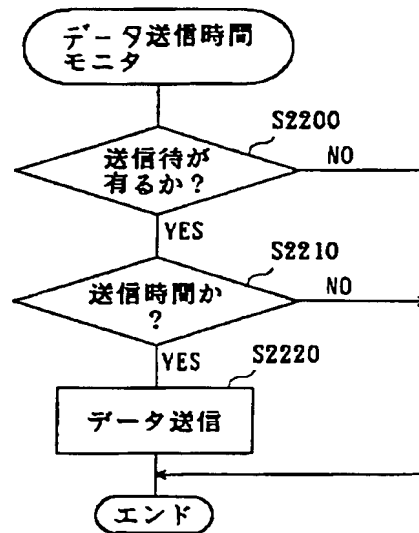 データ送信時間
モニタ
S2200
送信待が
有るか？
NO
YES
S2210
送信時間か
？
NO
YES
S2220
データ送信
エンド